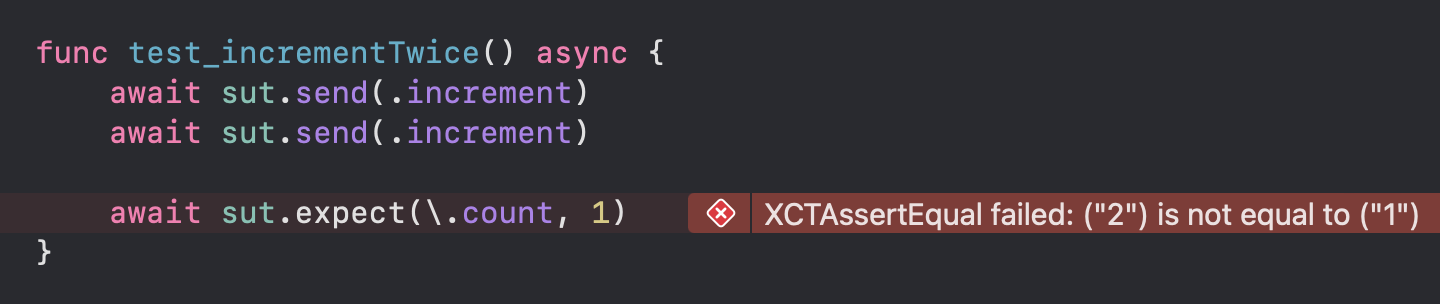 func test_incrementTwice() async {
    await sut.send(.increment)
    await sut.send(.increment)
    await sut.expect(\.count, 1) XCTAssertEqual failed: ("2") is not equal to ("1")
}